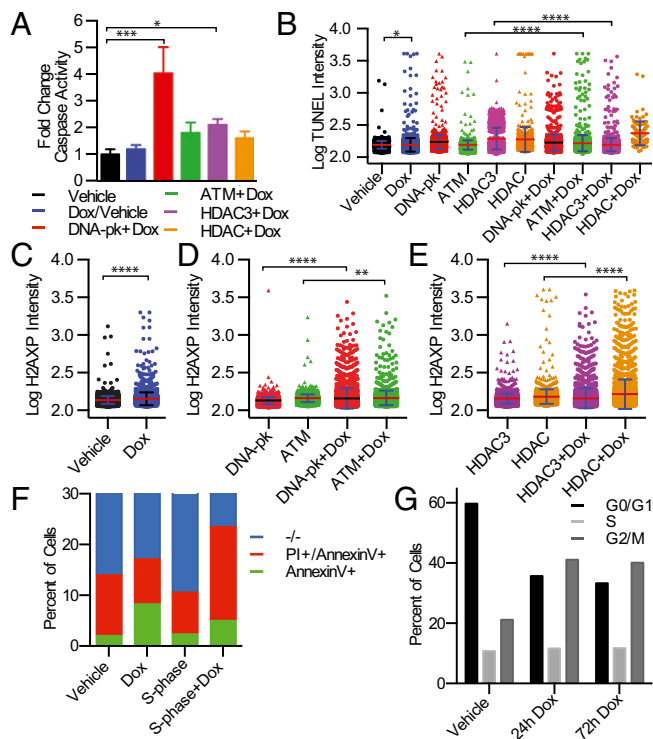 A
Fold Change
Caspase Activity
6
4
2
0
***
*
Vehicle
Dox/Vehicle
DNA-pk+Dox
ATM+Dox
HDAC3+Dox
HDAC+Dox
B
Log TUNEL Intensity
4.0
3.5
3.0
2.5
2.0
*
****
****
Vehicle
Dox
DNA-pk
ATM
HDAC3
HDAC
DNA-pk+Dox
ATM+Dox
HDAC3+Dox
HDAC+Dox
C
Log H2AXP Intensity
4.0
3.5
3.0
2.5
2.0
****
Vehicle
Dox
D
Log H2AXP Intensity
4.0
3.5
3.0
2.5
2.0
****
**
DNA-pk
ATM
DNA-pk+Dox
ATM+Dox
E
Log H2AXP Intensity
4.0
3.5
3.0
2.5
2.0
****
****
HDAC3
HDAC
HDAC3+Dox
HDAC+Dox
F
Percent of Cells
30
20
10
0
Vehicle
Dox
S-phase
S-phase+Dox
-/-
PI+/AnnexinV+
AnnexinV+
G
Percent of Cells
60
40
20
0
Vehicle
24h Dox
72h Dox
G0/G1
S
G2/M